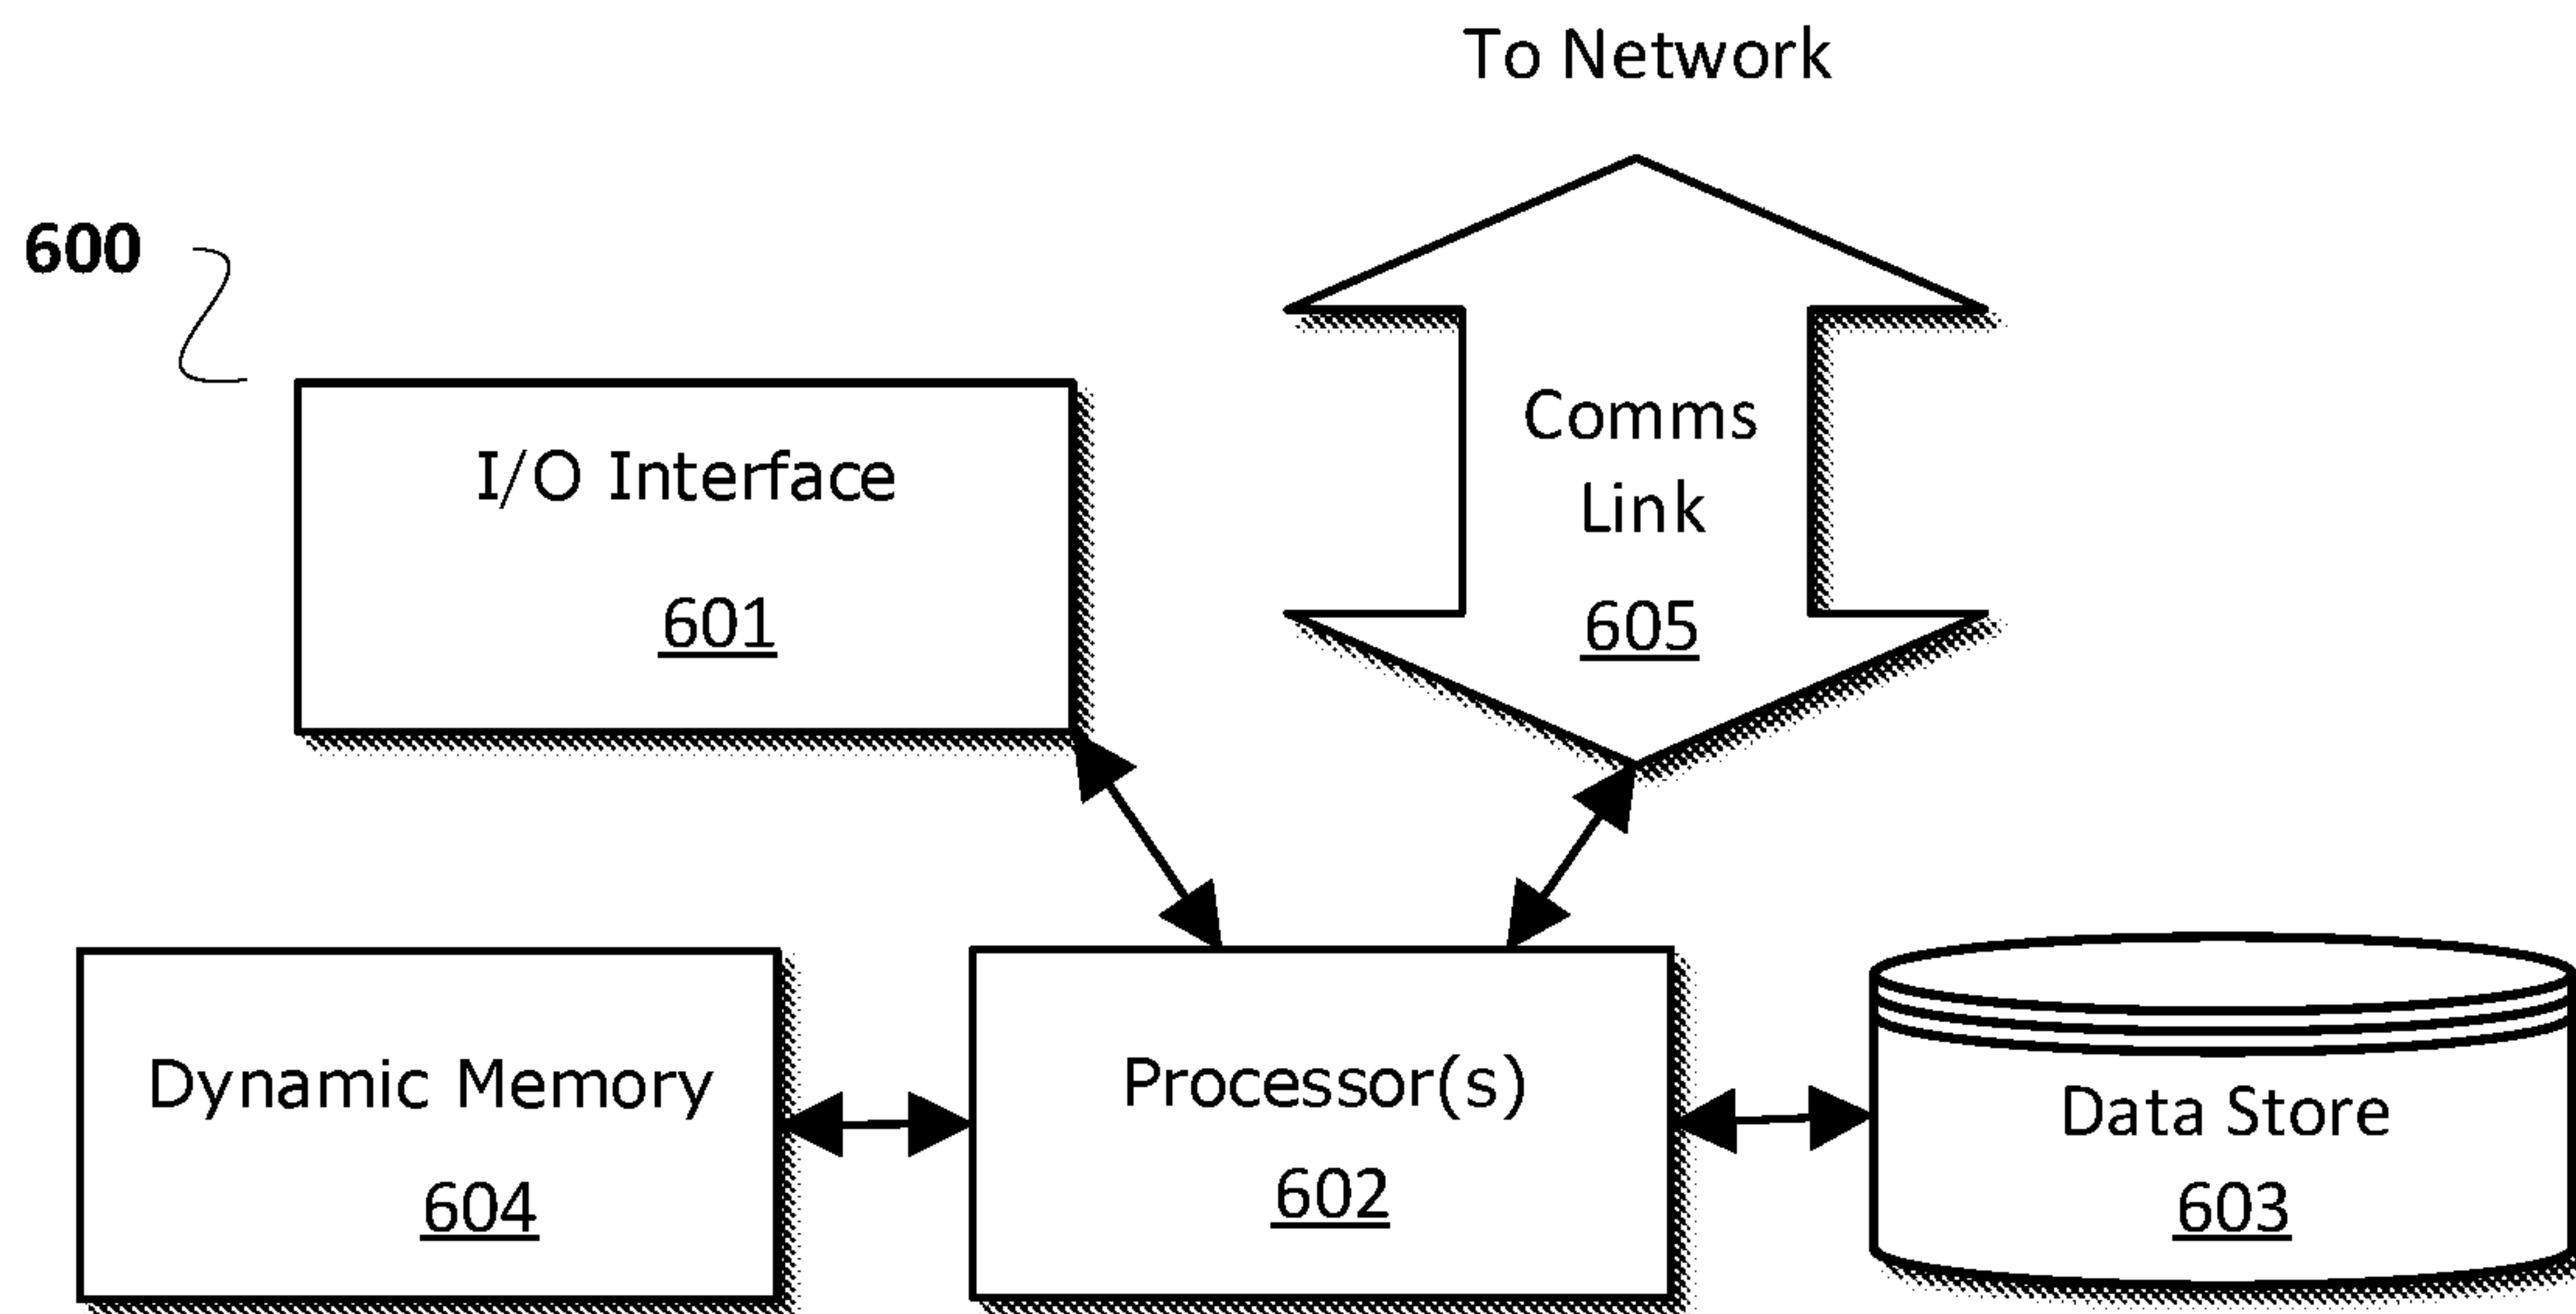 To Network
600
I/O Interface
601
Comms
Link
605
Dynamic Memory
604
Processor(s)
602
Data Store
603